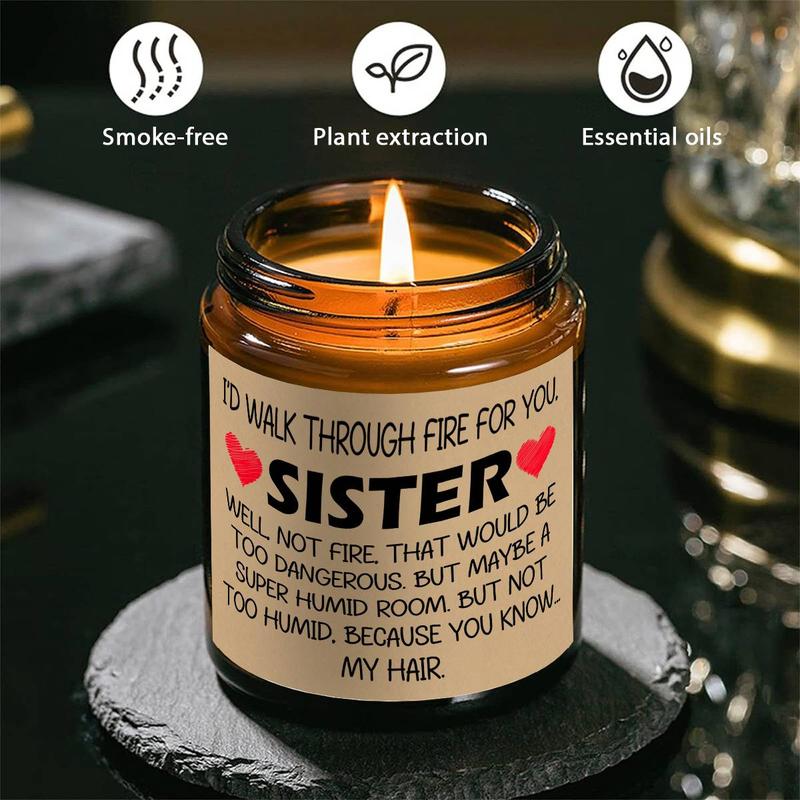 Smoke-free
Plant extraction
Essential oils
I'D WALK THROUGH FIRE FOR YOU.
SISTER
WELL, NOT FIRE. THAT WOULD BE
TOO DANGEROUS. BUT MAYBE A
SUPER HUMID ROOM. BUT NOT
TOO HUMID. BECAUSE YOU KNOW..
MY HAIR.